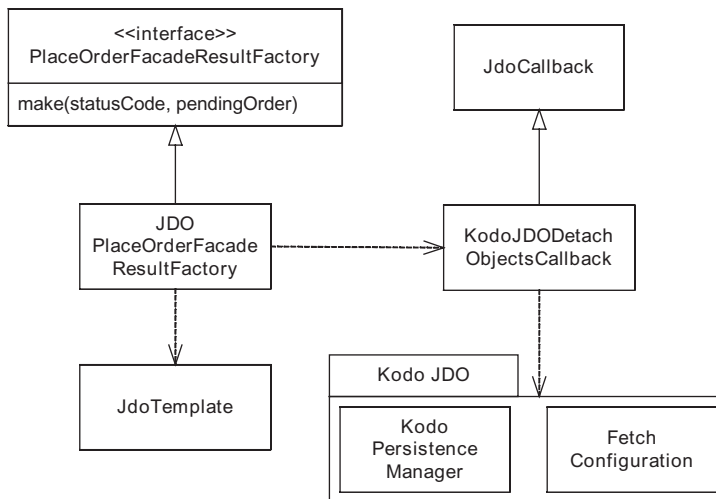 <<interface>>
PlaceOrderFacadeResultFactory
make(statusCode, pendingOrder)
JdoCallback
JDO
PlaceOrderFacade
ResultFactory
KodoJDODetach
ObjectsCallback
JdoTemplate
Kodo JDO
Kodo
Persistence
Manager
Fetch
Configuration